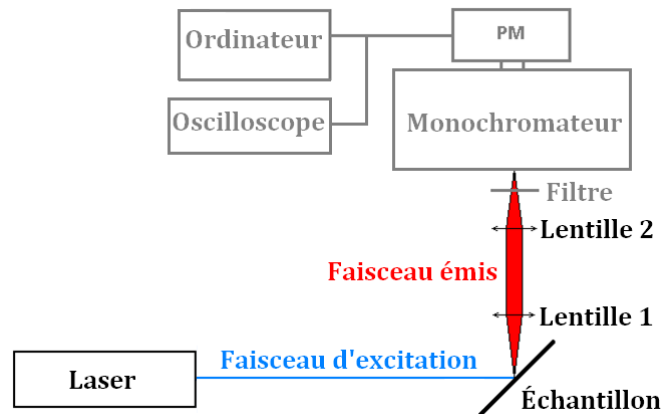 Ordinateur
PM
Oscilloscope
Monochromateur
Filtre
Lentille 2
Faisceau émis
Lentille 1
Faisceau d'excitation
Laser
Échantillon